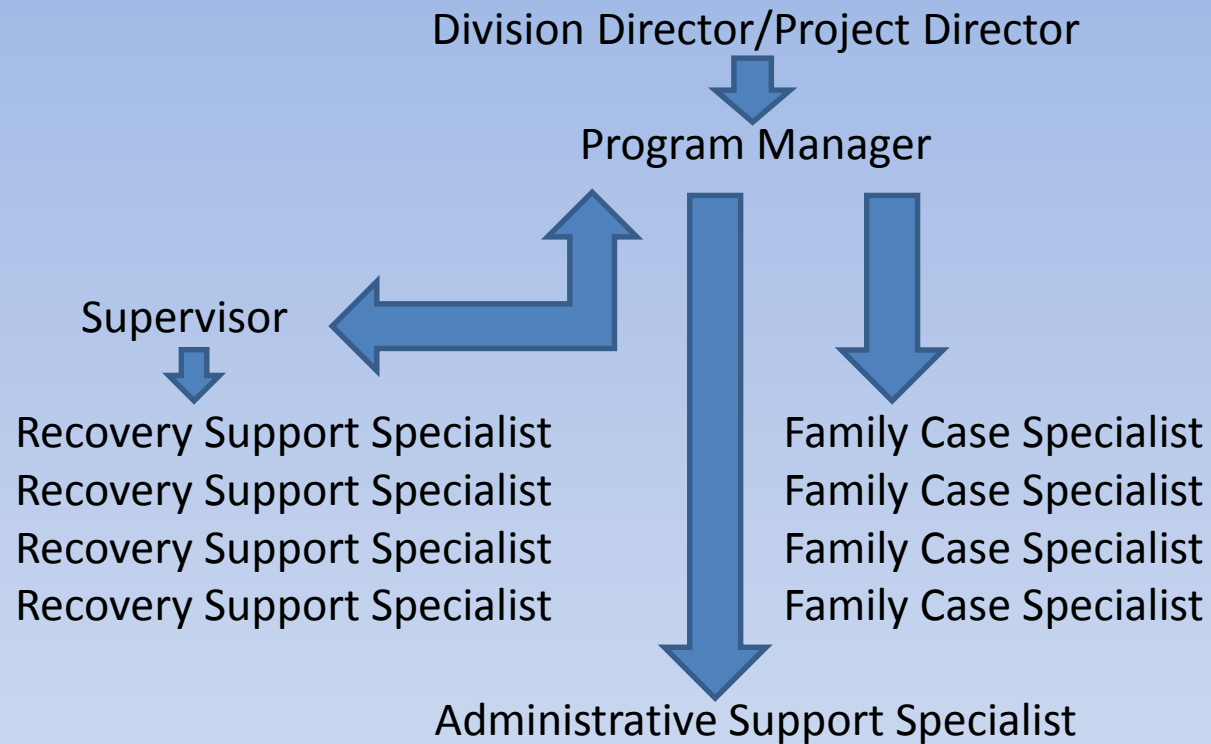 Division Director/Project Director
Program Manager
Supervisor
Recovery Support Specialist
Recovery Support Specialist
Recovery Support Specialist
Recovery Support Specialist
Family Case Specialist
Family Case Specialist
Family Case Specialist
Family Case Specialist
Administrative Support Specialist